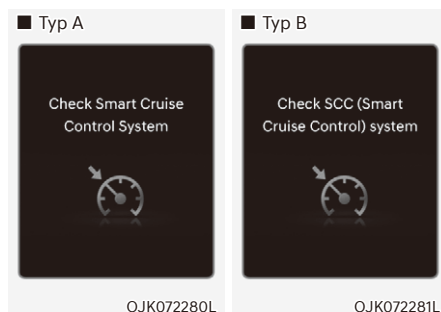 ■ Typ A
Check Smart Cruise
Control System
OJK072280L
■ Typ B
Check SCC (Smart
Cruise Control) system
OJK072281L